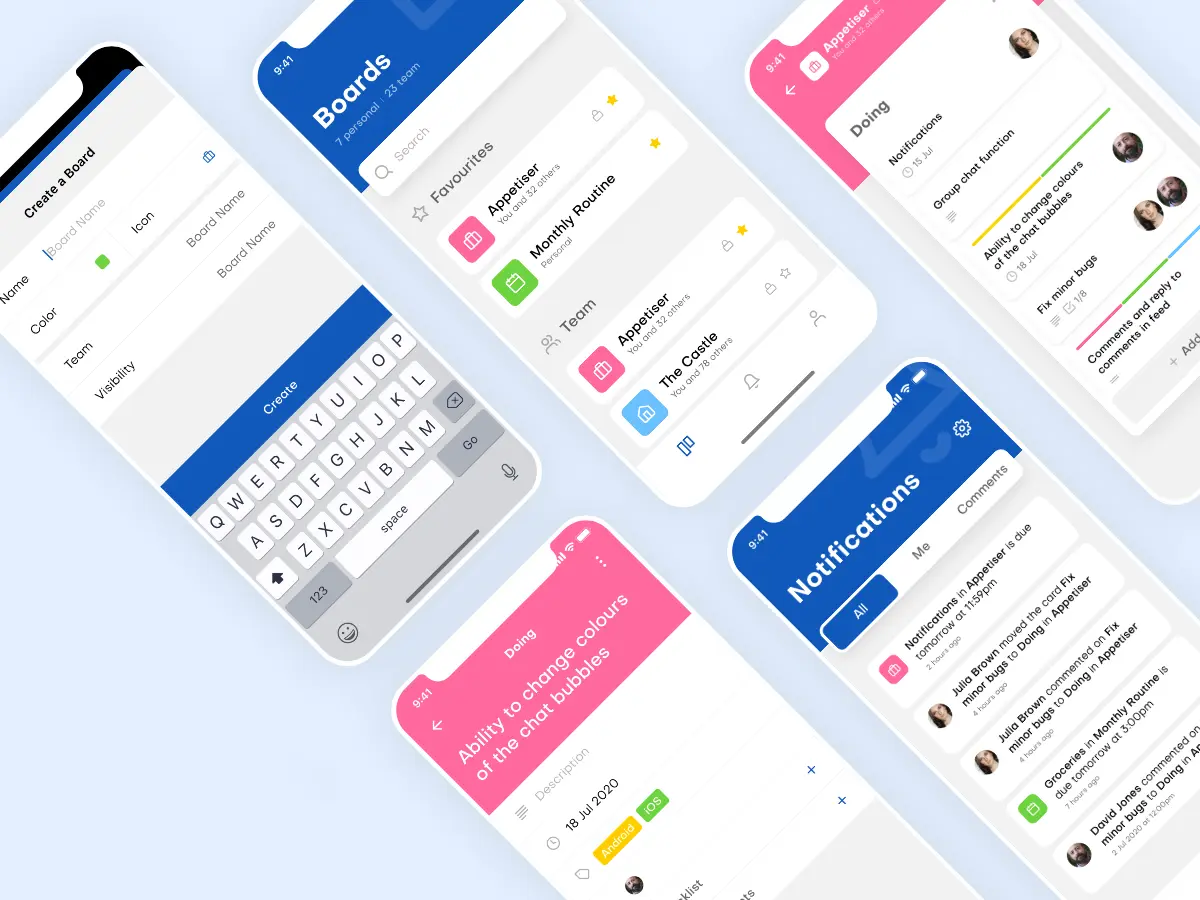 Create a Board
Name
Board Name
Color
Icon
Team
Board Name
Visibility
Board Name
Create
Q W E R T Y U I O P
A S D F G H J K L
Z X C V B N M
123
space
Go
9:41
Boards
7 personal | 23 team
Search
Favourites
Appetiser
You and 32 others
Monthly Routine
Personal
Team
Appetiser
You and 32 others
The Castle
You and 78 others
9:41
Appetiser
You and 32 others
Doing
Notifications
15 Jul
Group chat function
Ability to change colours
of the chat bubbles
18 Jul
Fix minor bugs
1/8
Comments and reply to
comments in feed
+ Add
9:41
Doing
Ability to change colours
of the chat bubbles
Description
18 Jul 2020
Android
iOS
9:41
Notifications
All
Me
Comments
Notifications in Appetiser is due
tomorrow at 11:59pm
2 hours ago
Julia Brown moved the card Fix
minor bugs to Doing in Appetiser
4 hours ago
Julia Brown commented on Fix
minor bugs to Doing in Appetiser
4 hours ago
Groceries in Monthly Routine is
due tomorrow at 3:00pm
7 hours ago
David Janes commented on
minor bugs to Doing in Appetiser
2 Jul 2020 at 12:00pm